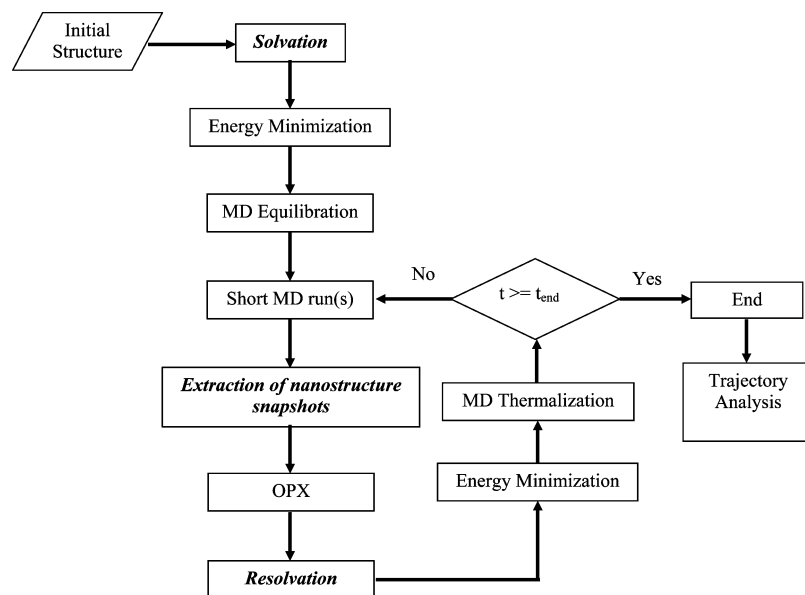 Initial
Structure
Solvation
Energy Minimization
MD Equilibration
Short MD run(s)
Extraction of nanostructure
snapshots
OPX
Resolvation
Energy Minimization
MD Thermalization
t >= tend
No
Yes
End
Trajectory
Analysis